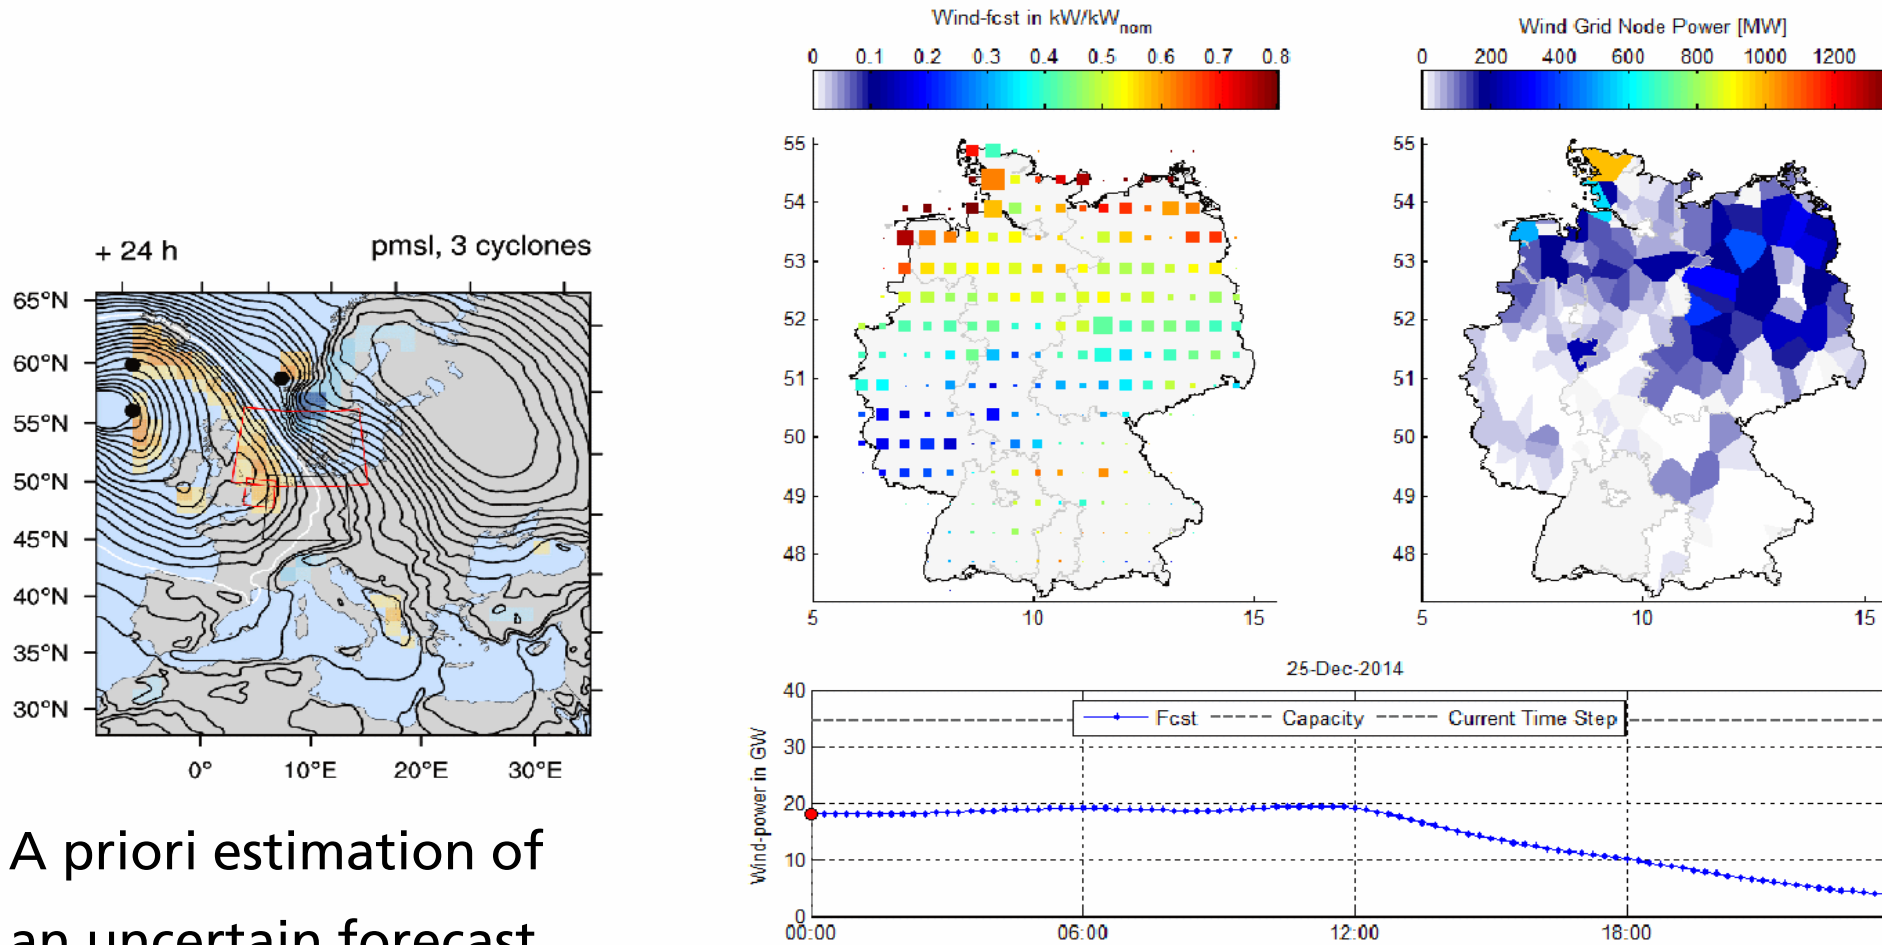 Wind-fcst in kW/kWnom
0 0.1 0.2 0.3 0.4 0.5 0.6 0.7 0.8
Wind Grid Node Power [MW]
0 200 400 600 800 1000 1200
+ 24 h
pmsl, 3 cyclones
65°N
60°N
55°N
50°N
45°N
40°N
35°N
30°N
0° 10°E 20°E 30°E
55
54
53
52
51
50
49
48
5 10 15
55
54
53
52
51
50
49
48
5 10 15
25-Dec-2014
Wind-power in GW
40
30
20
10
0
Fcst Capacity Current Time Step
00:00 06:00 12:00 18:00
A priori estimation of
an uncertain forecast